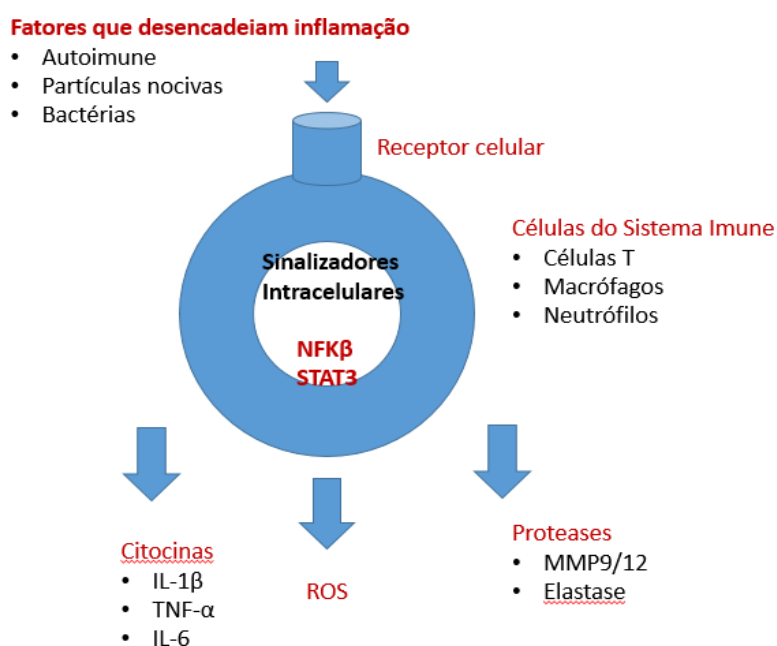 Fatores que desencadeiam inflamação
• Autoimune
• Partículas nocivas
• Bactérias
Receptor celular
Células do Sistema Imune
• Células T
• Macrófagos
• Neutrófilos
Sinalizadores
Intracelulares
NFKβ
STAT3
Citocinas
• IL-1β
• TNF-α
• IL-6
ROS
Proteases
• MMP9/12
• Elastase